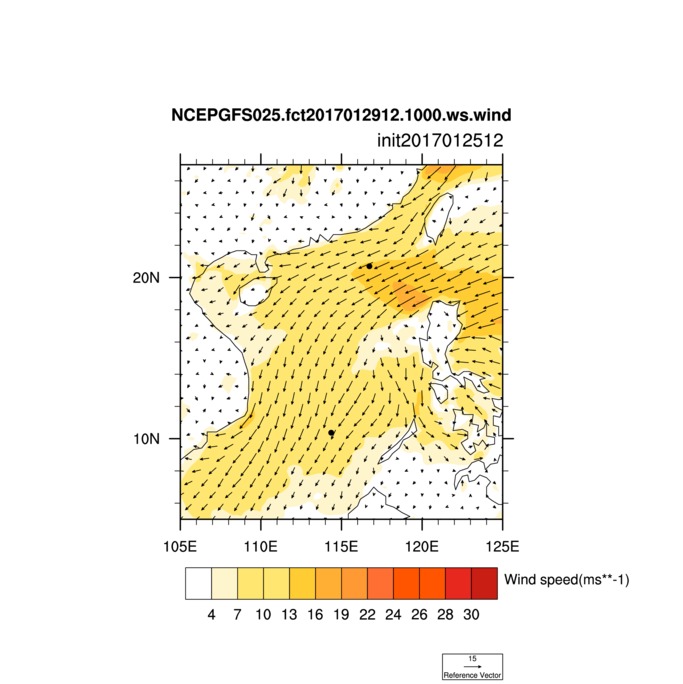 NCEPGFS025.fct2017012912.1000.ws.wind
init2017012512
20N
10N
105E 110E 115E 120E 125E
Wind speed(ms**-1)
4 7 10 13 16 19 22 24 26 28 30
15
Reference Vector